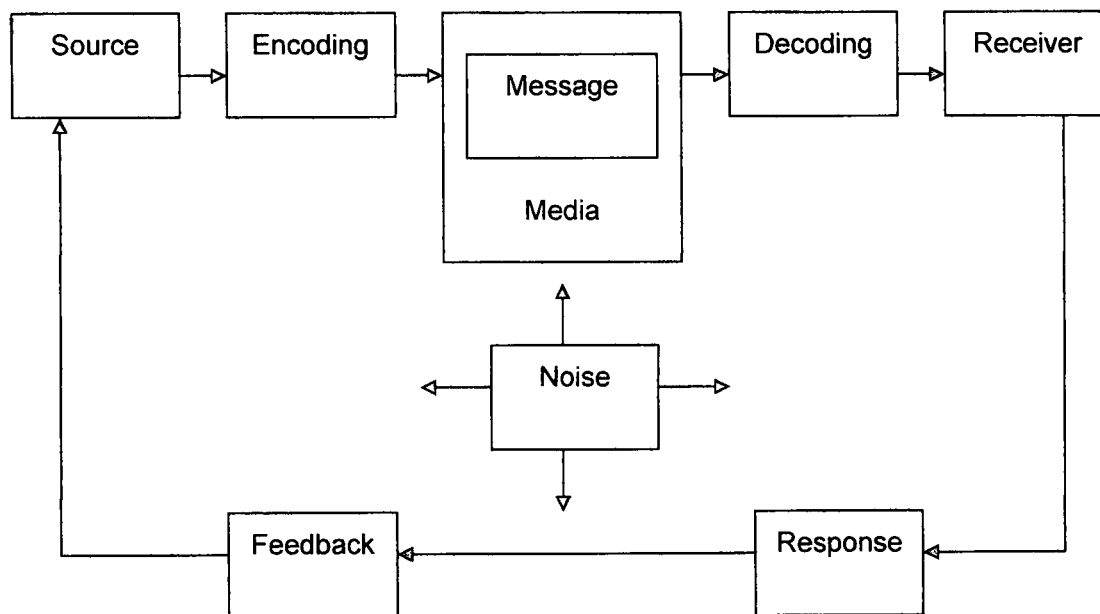 Source
Encoding
Message
Media
Decoding
Receiver
Noise
Feedback
Response